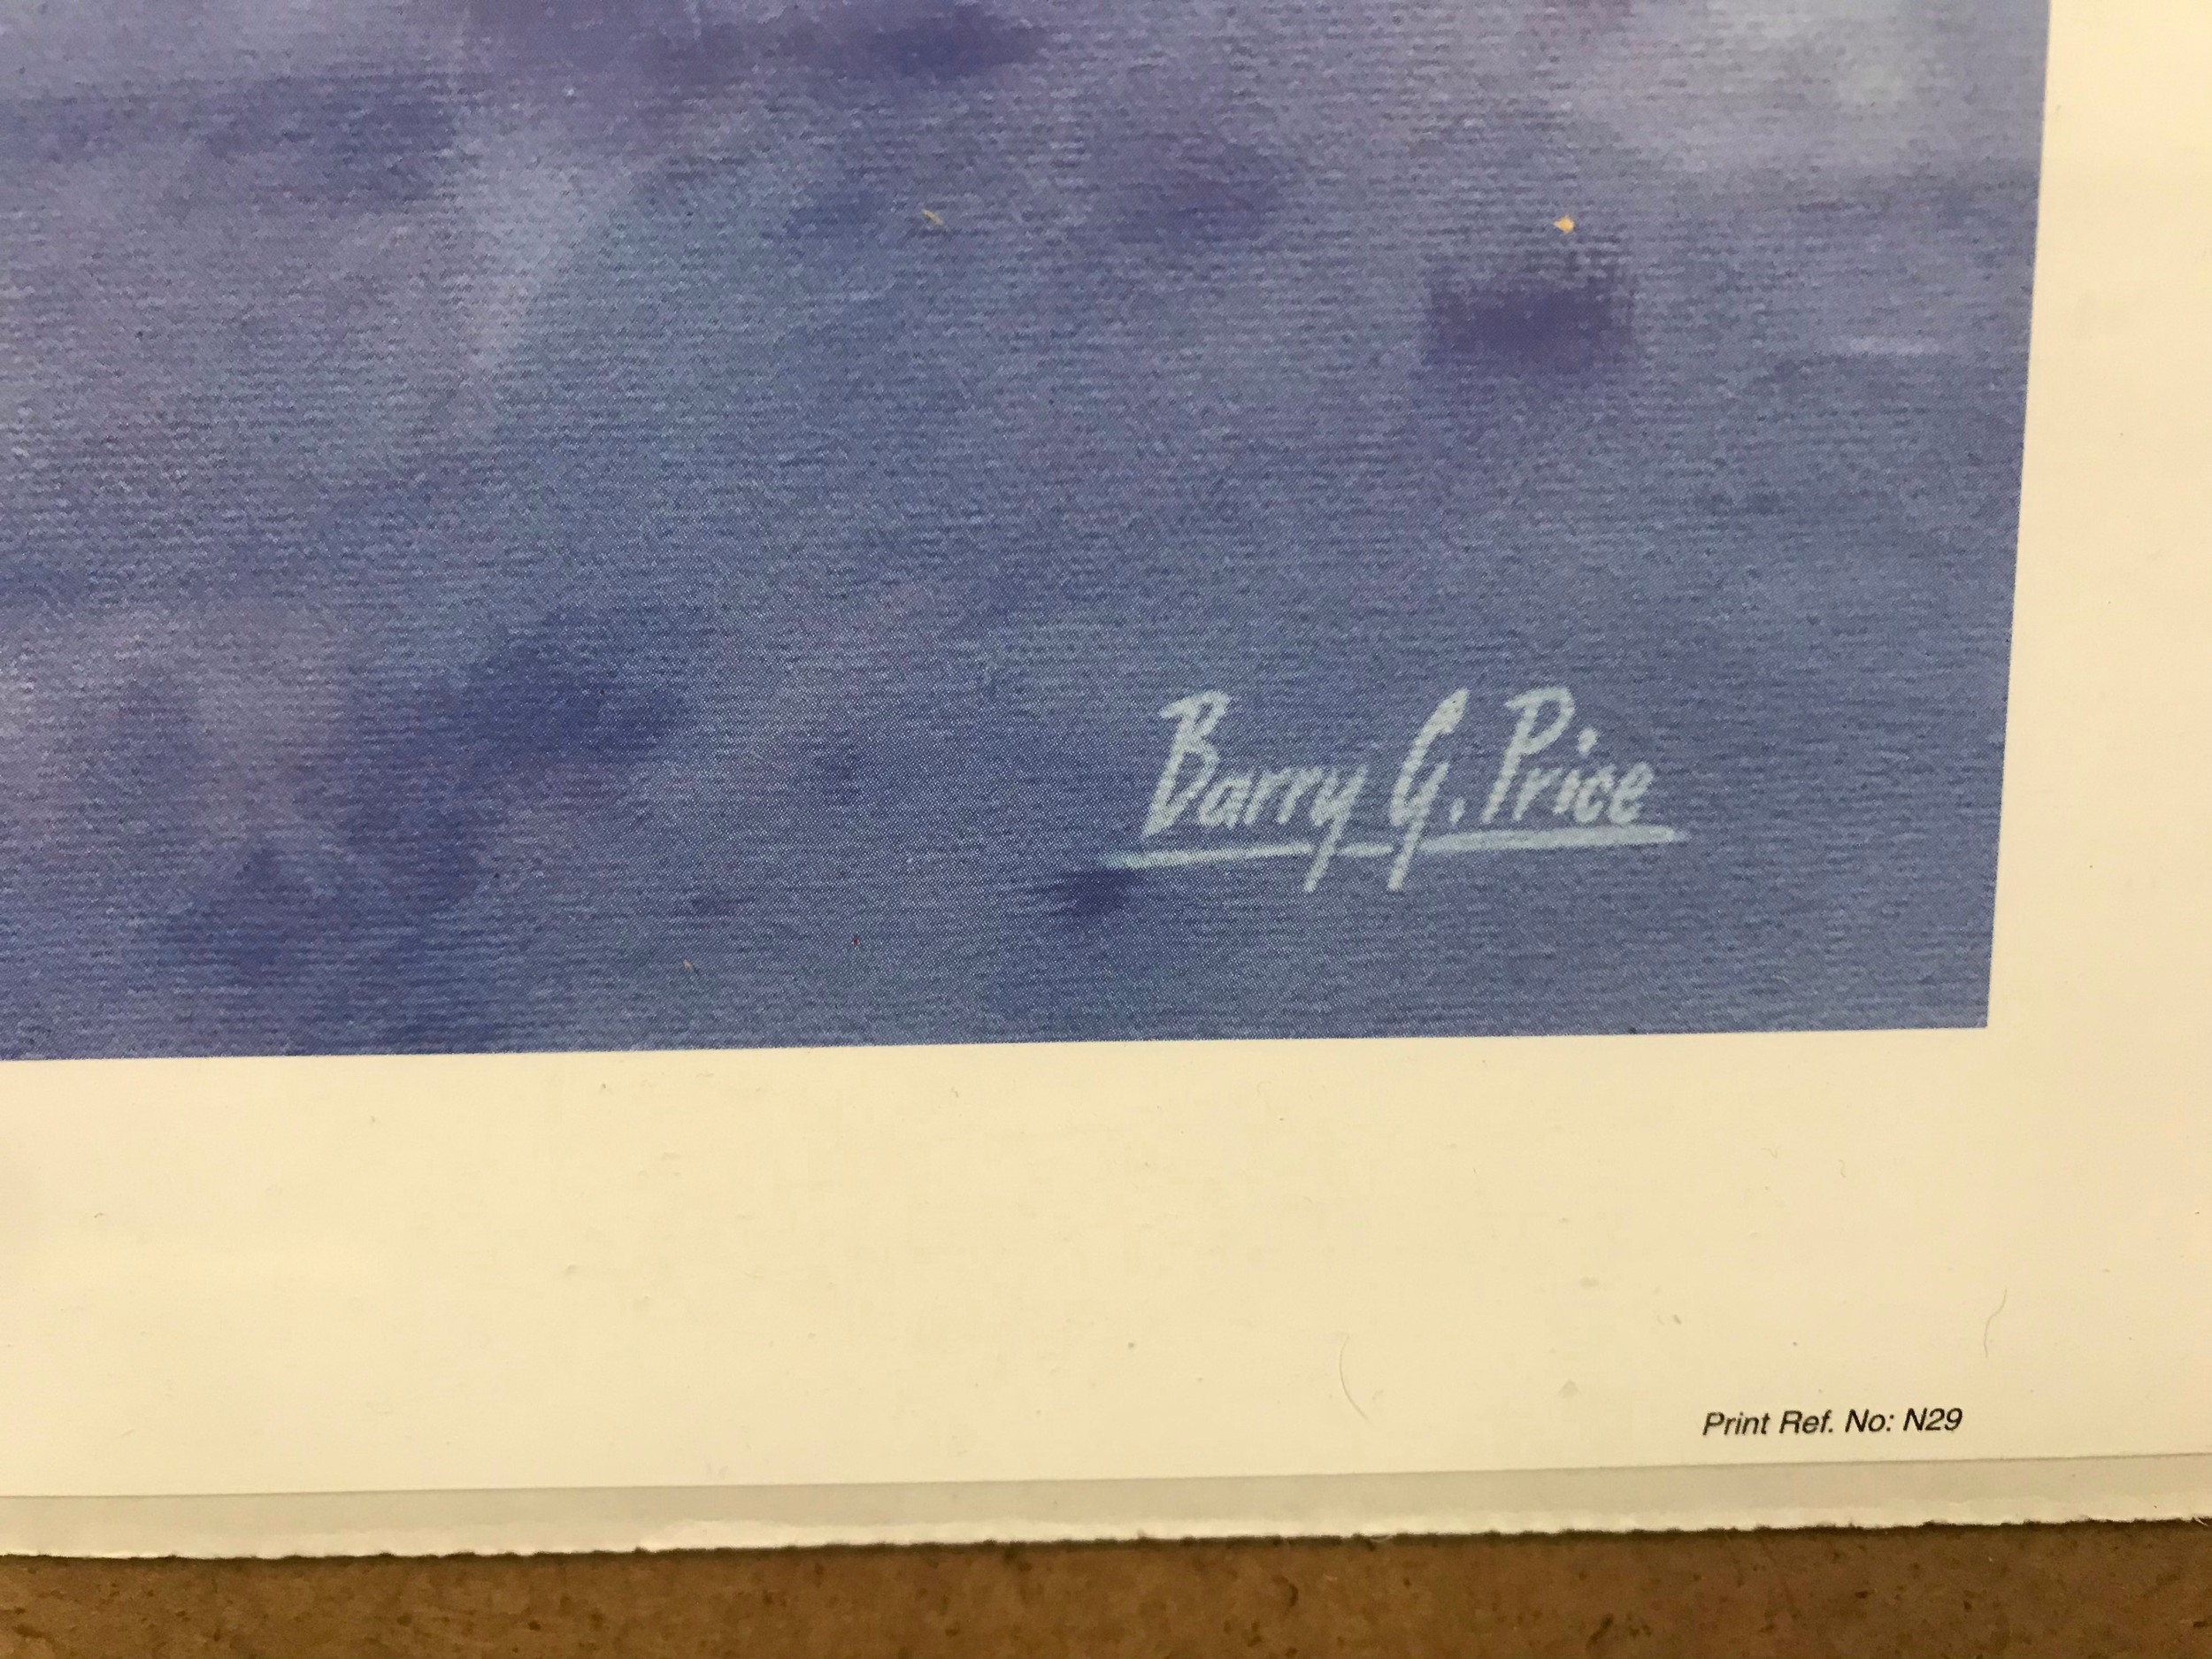 Barry G. Price
Print Ref. No: N29